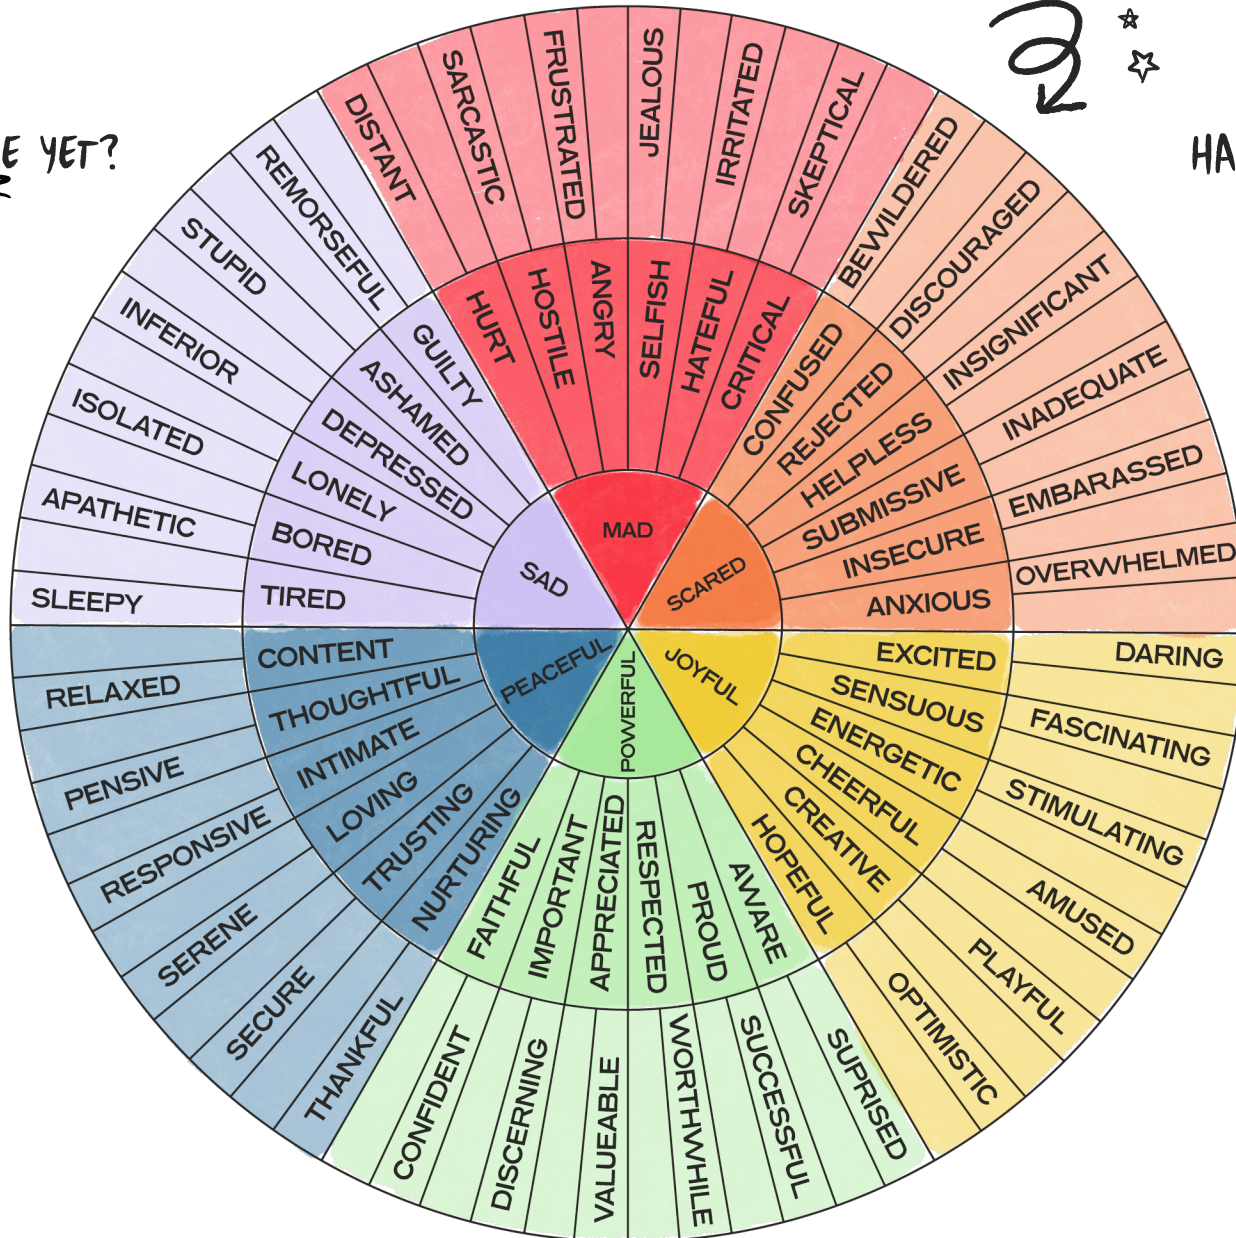 E YET?
HA
MAD
HURT
HOSTILE
ANGRY
SELFISH
HATEFUL
CRITICAL
DISTANT
SARCASTIC
FRUSTRATED
JEALOUS
IRRITATED
SKEPTICAL
SCARED
CONFUSED
REJECTED
HELPLESS
SUBMISSIVE
INSECURE
ANXIOUS
BEWILDERED
DISCOURAGED
INSIGNIFICANT
INADEQUATE
EMBARASSED
OVERWHELMED
JOYFUL
EXCITED
SENSUOUS
ENERGETIC
CHEERFUL
CREATIVE
HOPEFUL
DARING
FASCINATING
STIMULATING
AMUSED
PLAYFUL
OPTIMISTIC
POWERFUL
AWARE
PROUD
RESPECTED
APPRECIATED
IMPORTANT
FAITHFUL
SUPRISED
SUCCESSFUL
WORTHWHILE
VALUEABLE
DISCERNING
CONFIDENT
PEACEFUL
NURTURING
TRUSTING
LOVING
INTIMATE
THOUGHTFUL
CONTENT
THANKFUL
SECURE
SERENE
RESPONSIVE
PENSIVE
RELAXED
SAD
TIRED
BORED
LONELY
DEPRESSED
ASHAMED
GUILTY
SLEEPY
APATHETIC
ISOLATED
INFERIOR
STUPID
REMORSEFUL